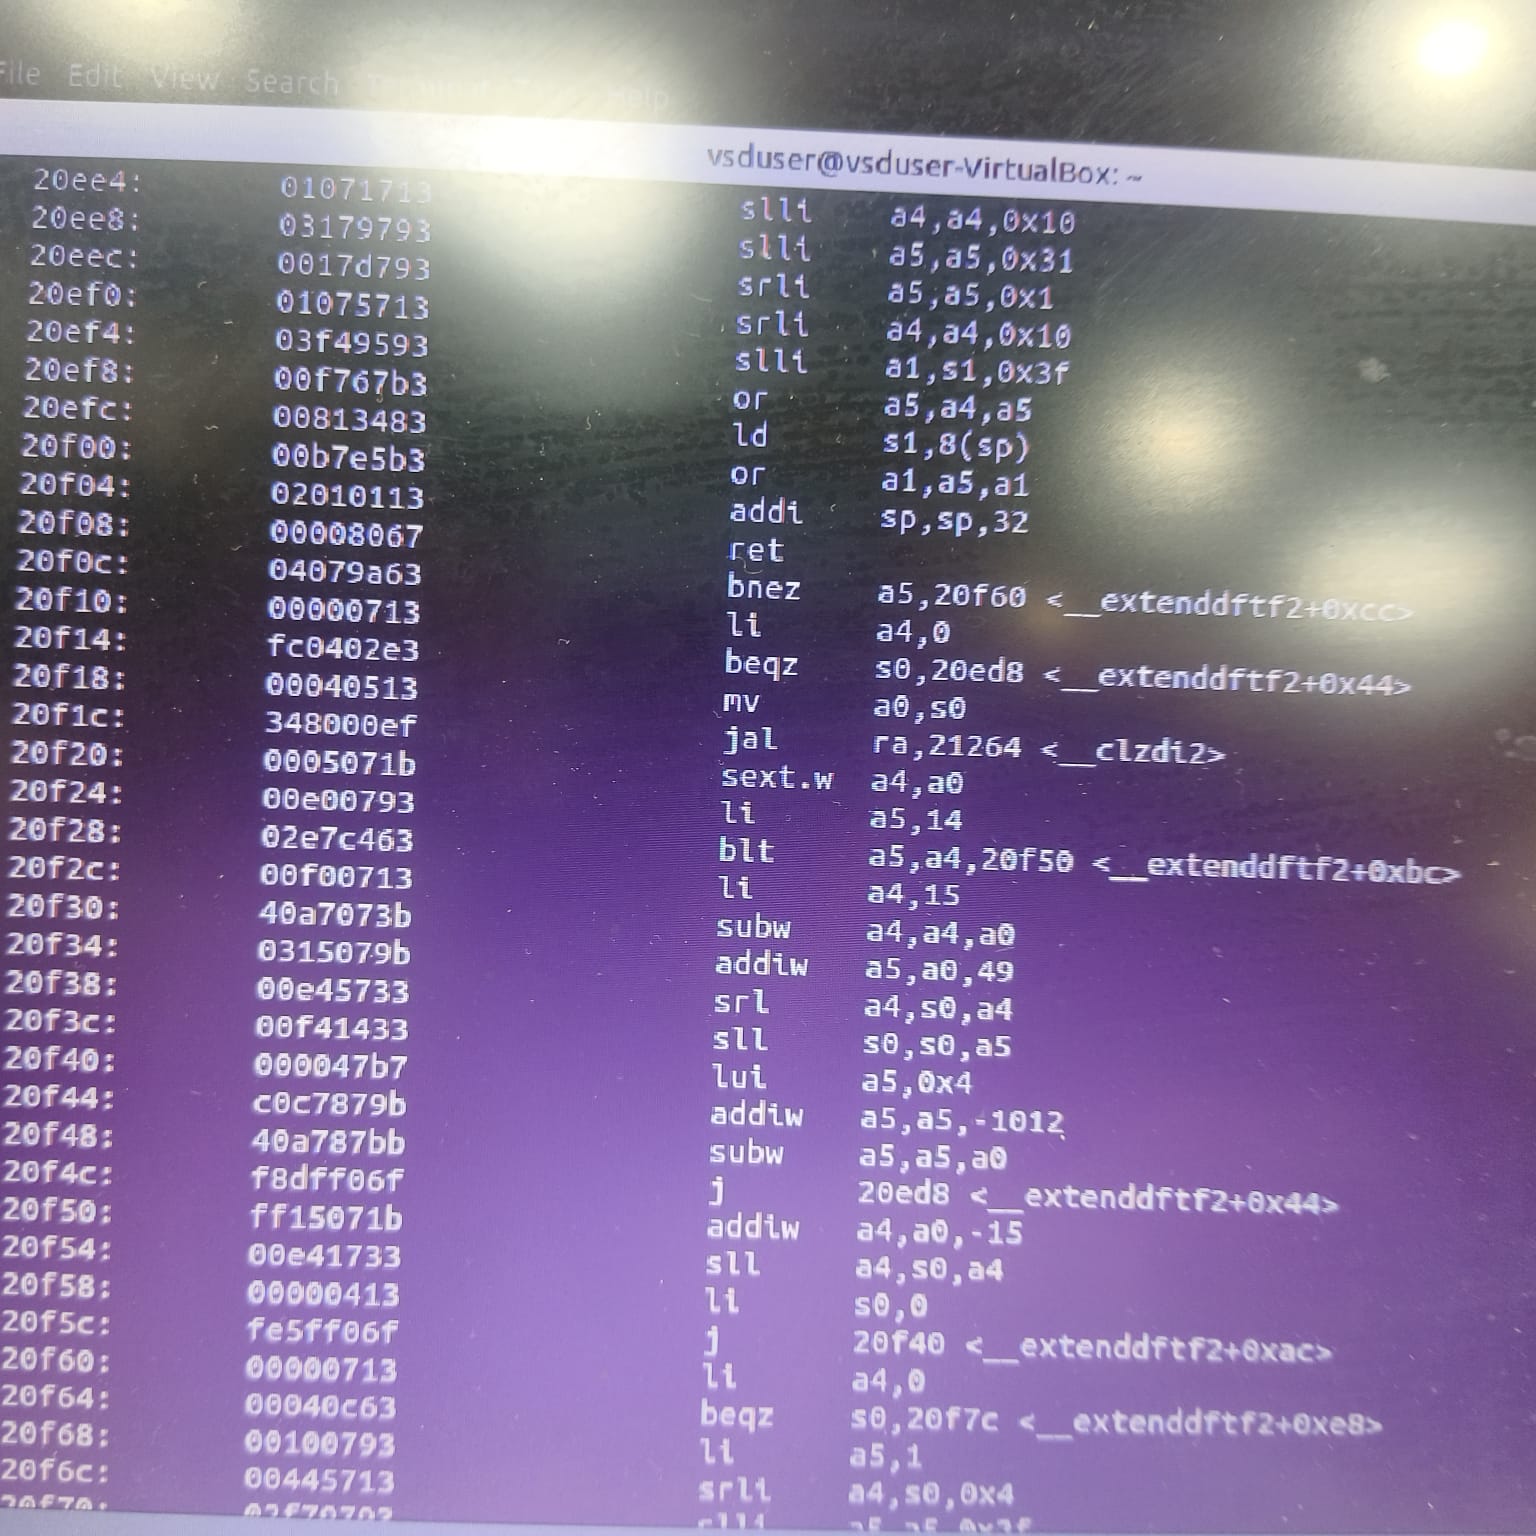 File Edit View Search Terminal Help
vsduser@vsduser-VirtualBox: ~
20ee4: 01071713 slli a4,a4,0x10
20ee8: 03179793 slli a5,a5,0x31
20eec: 0017d793 srli a5,a5,0x1
20ef0: 01075713 srli a4,a4,0x10
20ef4: 03f49593 slli a1,s1,0x3f
20ef8: 00f767b3 or a5,a4,a5
20efc: 00813483 ld s1,8(sp)
20f00: 00b7e5b3 or a1,a5,a1
20f04: 02010113 addi sp,sp,32
20f08: 00008067 ret
20f0c: 04079a63 bnez a5,20f60 <__extenddftf2+0xcc>
20f10: 00000713 li a4,0
20f14: fc0402e3 beqz s0,20ed8 <__extenddftf2+0x44>
20f18: 00040513 mv a0,s0
20f1c: 348000ef jal ra,21264 <__clzdi2>
20f20: 0005071b sext.w a4,a0
20f24: 00e00793 li a5,14
20f28: 02e7c463 blt a5,a4,20f50 <__extenddftf2+0xbc>
20f2c: 00f00713 li a4,15
20f30: 40a7073b subw a4,a4,a0
20f34: 0315079b addiw a5,a0,49
20f38: 00e45733 srl a4,s0,a4
20f3c: 00f41433 sll s0,s0,a5
20f40: 000047b7 lui a5,0x4
20f44: c0c7879b addiw a5,a5,-1012
20f48: 40a787bb subw a5,a5,a0
20f4c: f8dff06f j 20ed8 <__extenddftf2+0x44>
20f50: ff15071b addiw a4,a0,-15
20f54: 00e41733 sll a4,s0,a4
20f58: 00000413 li s0,0
20f5c: fe5ff06f j 20f40 <__extenddftf2+0xac>
20f60: 00000713 li a4,0
20f64: 00040c63 beqz s0,20f7c <__extenddftf2+0xe8>
20f68: 00100793 li a5,1
20f6c: 00445713 srli a4,s0,0x4
20f70: 03f79793 slli a5,a5,0x3f